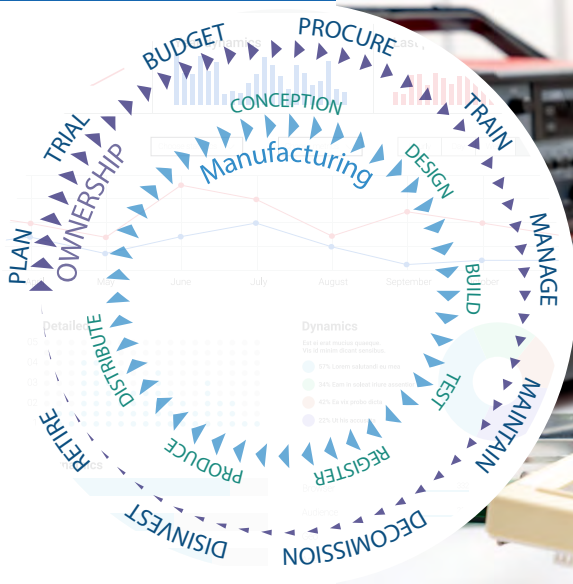 PLAN
TRIAL
BUDGET
PROCURE
TRAIN
MANAGE
MAINTAIN
DECOMISSION
DISINVEST
RETIRE
OWNERSHIP
Manufacturing
CONCEPTION
DESIGN
BUILD
TEST
REGISTER
PRODUCE
DISTRIBUTE
May
June
July
August
September
Detailed
Dynamics